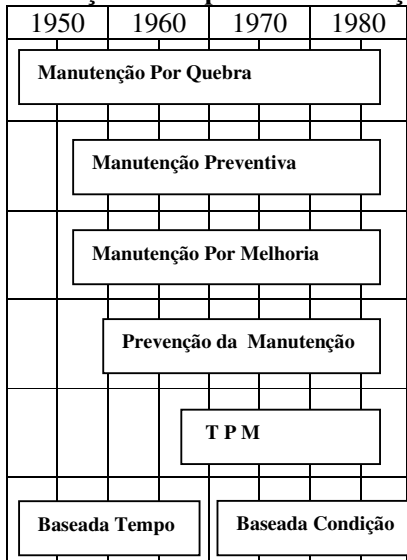 1950 1960 1970 1980
Manutenção Por Quebra
Manutenção Preventiva
Manutenção Por Melhoria
Prevenção da Manutenção
T P M
Baseada Tempo Baseada Condição